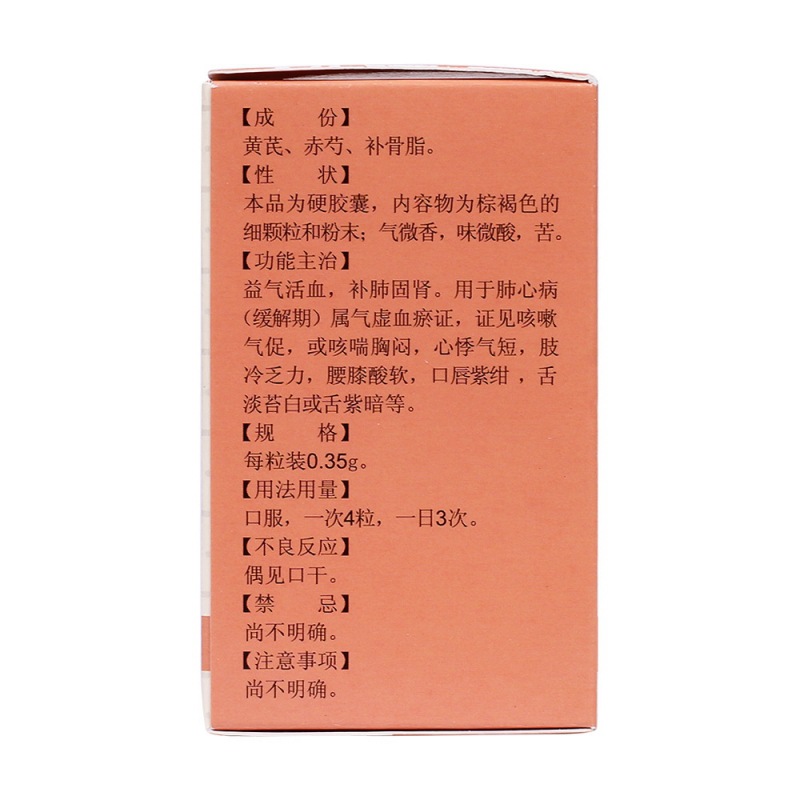 【成　　份】
黄芪、赤芍、补骨脂。
【性　　状】
本品为硬胶囊，内容物为棕褐色的
细颗粒和粉末；气微香，味微酸，苦。
【功能主治】
益气活血，补肺固肾。用于肺心病
（缓解期）属气虚血瘀证，证见咳嗽
气促，或咳喘胸闷，心悸气短，肢
冷乏力，腰膝酸软，口唇紫绀，舌
淡苔白或舌紫暗等。
【规　　格】
每粒装0.35g。
【用法用量】
口服，一次4粒，一日3次。
【不良反应】
偶见口干。
【禁　　忌】
尚不明确。
【注意事项】
尚不明确。